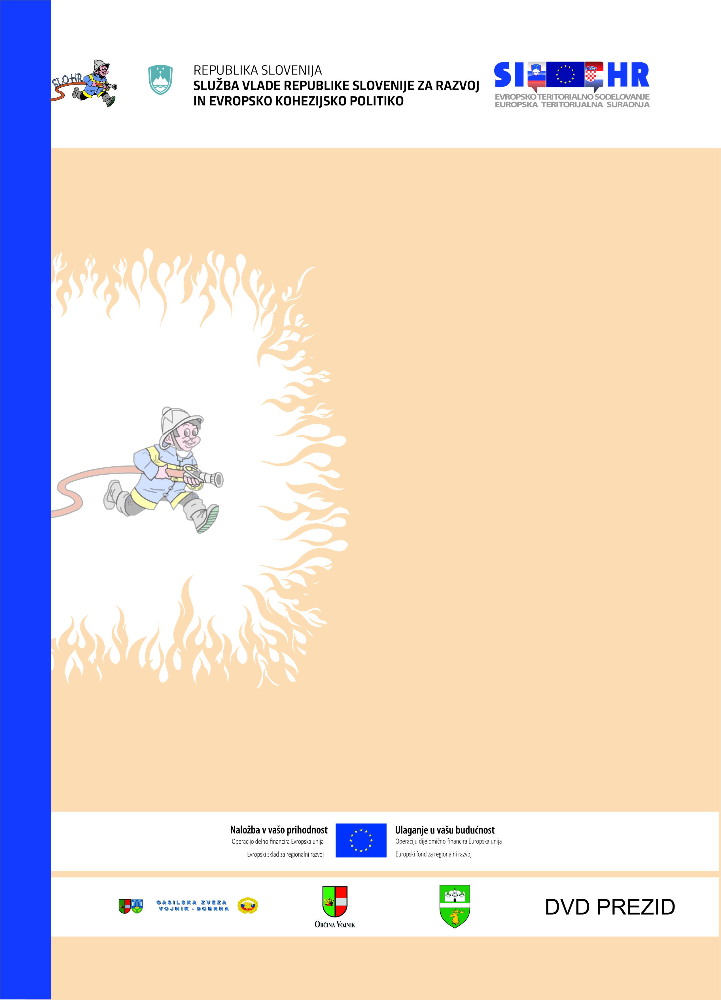 SLO-HR
REPUBLIKA SLOVENIJA
SLUŽBA VLADE REPUBLIKE SLOVENIJE ZA RAZVOJ
IN EVROPSKO KOHEZIJSKO POLITIKO
SI HR
EVROPSKO TERITORIALNO SODELOVANJE
EUROPSKA TERITORIJALNA SURADNJA
Naložba v vašo prihodnost
Operacijo delno financira Evropska unija
Evropski sklad za regionalni razvoj
Ulaganje u vašu budućnost
Operaciju dijelomično financira Europska unija
Europski fond za regionalni razvoj
GASILSKA ZVEZA
VOJNIK - DOBRNA
OBČINA VOJNIK
DVD PREZID